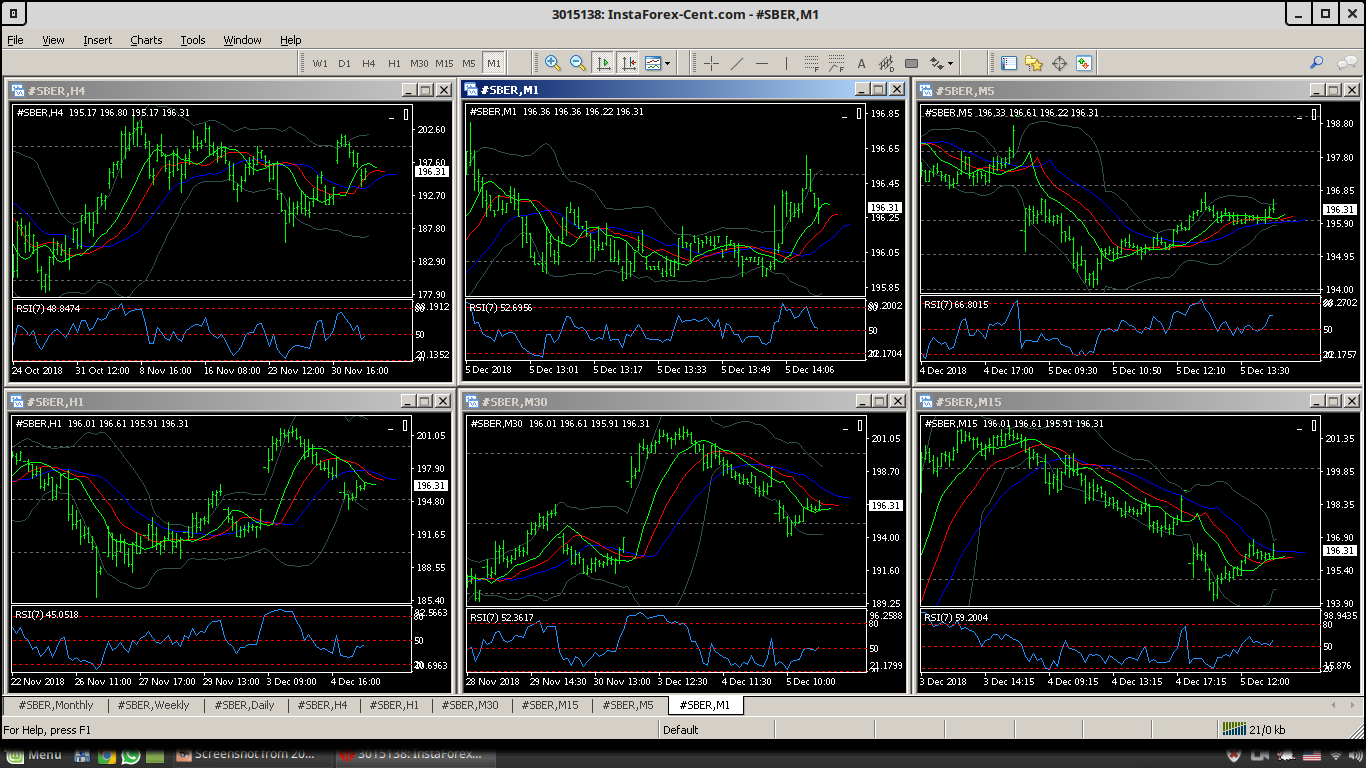 3015138: InstaForex-Cent.com - #SBER,M1
File View Insert Charts Tools Window Help
W1 D1 H4 H1 M30 M15 M5 M1
#SBER,H4
#SBER,H4 195.17 196.80 195.17 196.31
202.60
197.60
196.31
192.70
187.80
182.90
177.90
RSI(7) 48.8474
80
50
20.1352
24 Oct 2018 31 Oct 12:00 8 Nov 16:00 16 Nov 08:00 23 Nov 12:00 30 Nov 16:00
#SBER,M1
#SBER,M1 196.36 196.36 196.22 196.31
196.85
196.65
196.45
196.31
196.25
196.05
195.85
RSI(7) 52.6956
50
5 Dec 2018 5 Dec 13:01 5 Dec 13:17 5 Dec 13:33 5 Dec 13:49 5 Dec 14:06
#SBER,M5
#SBER,M5 196.33 196.61 196.22 196.31
198.80
197.80
196.85
196.31
195.90
194.95
194.00
RSI(7) 66.8015
50
4 Dec 2018 4 Dec 17:00 5 Dec 09:30 5 Dec 10:50 5 Dec 12:10 5 Dec 13:30
#SBER,H1
#SBER,H1 196.01 196.61 195.91 196.31
201.05
197.90
196.31
194.80
191.65
188.55
185.40
RSI(7) 45.0518
92.5663
80
50
22 Nov 2018 26 Nov 11:00 27 Nov 17:00 29 Nov 13:00 3 Dec 09:00 4 Dec 16:00
#SBER,M30
#SBER,M30 196.01 196.61 195.91 196.31
201.05
198.70
196.31
194.00
191.60
189.25
RSI(7) 52.3617
96.2588
50
28 Nov 2018 29 Nov 14:30 30 Nov 13:00 3 Dec 12:30 4 Dec 11:30 5 Dec 10:00
#SBER,M15
#SBER,M15 196.01 196.61 195.91 196.31
201.35
199.85
198.35
196.90
196.31
195.40
193.90
RSI(7) 59.2004
98.9435
80
50
3 Dec 2018 3 Dec 14:15 4 Dec 09:15 4 Dec 13:15 4 Dec 17:15 5 Dec 12:00
#SBER,Monthly #SBER,Weekly #SBER,Daily #SBER,H4 #SBER,H1 #SBER,M30 #SBER,M15 #SBER,M5 #SBER,M1
For Help, press F1 Default 21/0 kb
Menu Screenshot from 20... 3015138: InstaForex...